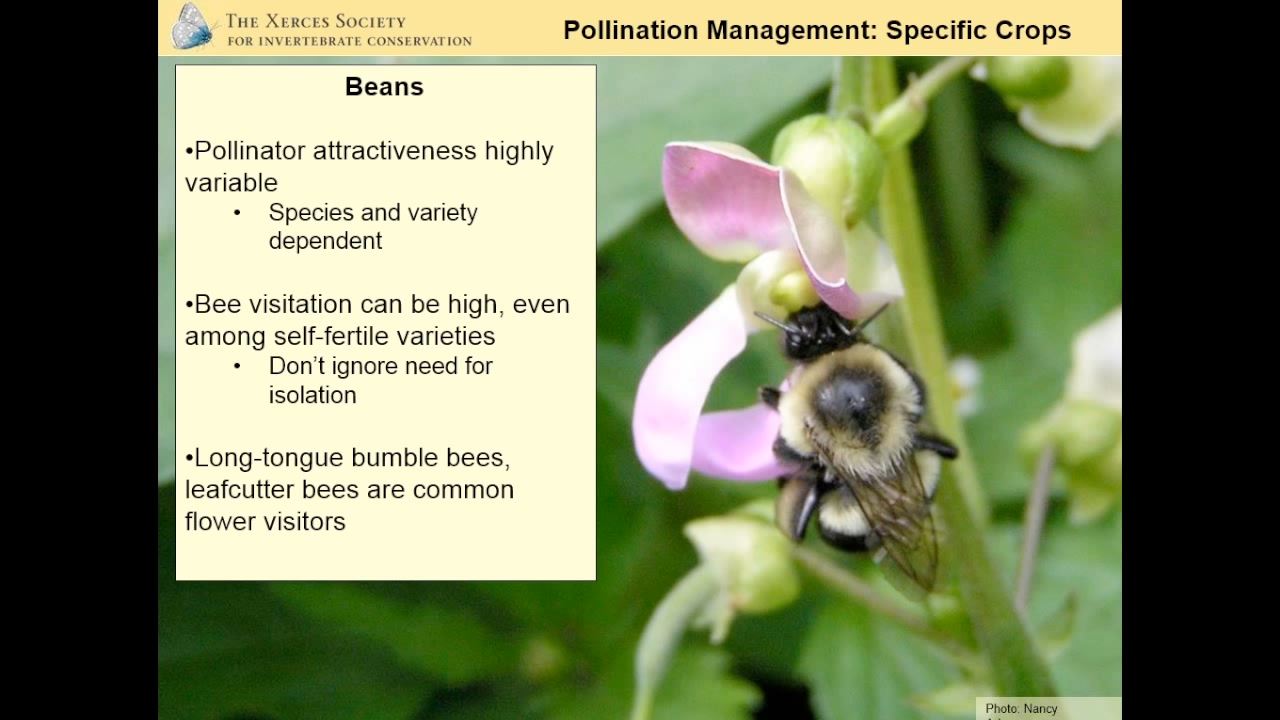 THE XERCES SOCIETY
FOR INVERTEBRATE CONSERVATION
Pollination Management: Specific Crops
Beans
•Pollinator attractiveness highly
variable
• Species and variety
dependent
•Bee visitation can be high, even
among self-fertile varieties
• Don’t ignore need for
isolation
•Long-tongue bumble bees,
leafcutter bees are common
flower visitors
Photo: Nancy